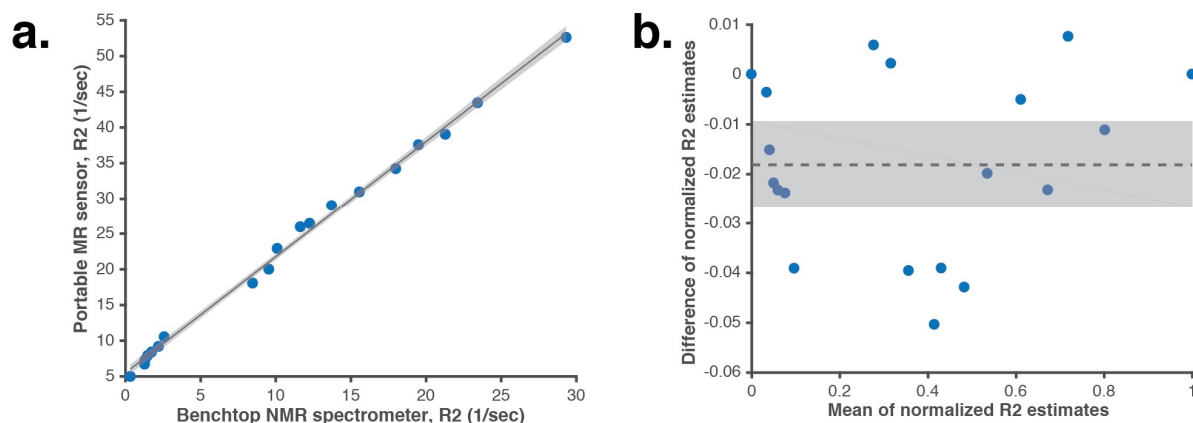 a.
Portable MR sensor, R2 (1/sec)
55
50
45
40
35
30
25
20
15
10
5
0 5 10 15 20 25 30
Benchtop NMR spectrometer, R2 (1/sec)
b.
Difference of normalized R2 estimates
0.01
0
-0.01
-0.02
-0.03
-0.04
-0.05
-0.06
0 0.2 0.4 0.6 0.8 1
Mean of normalized R2 estimates